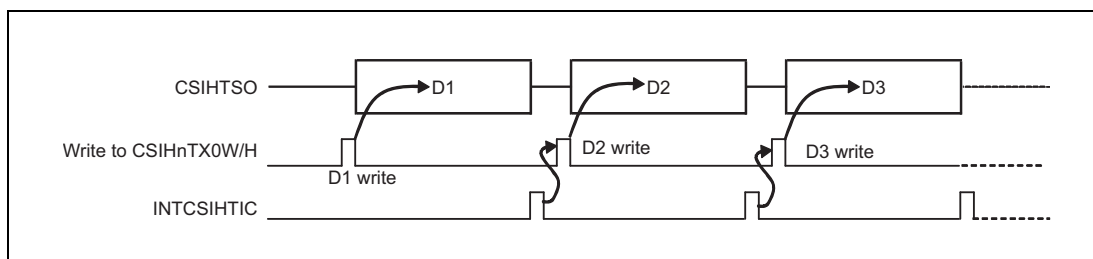 CSIHTSO
D1
D2
D3
Write to CSIHnTX0W/H
D1 write
D2 write
D3 write
INTCSIHTIC